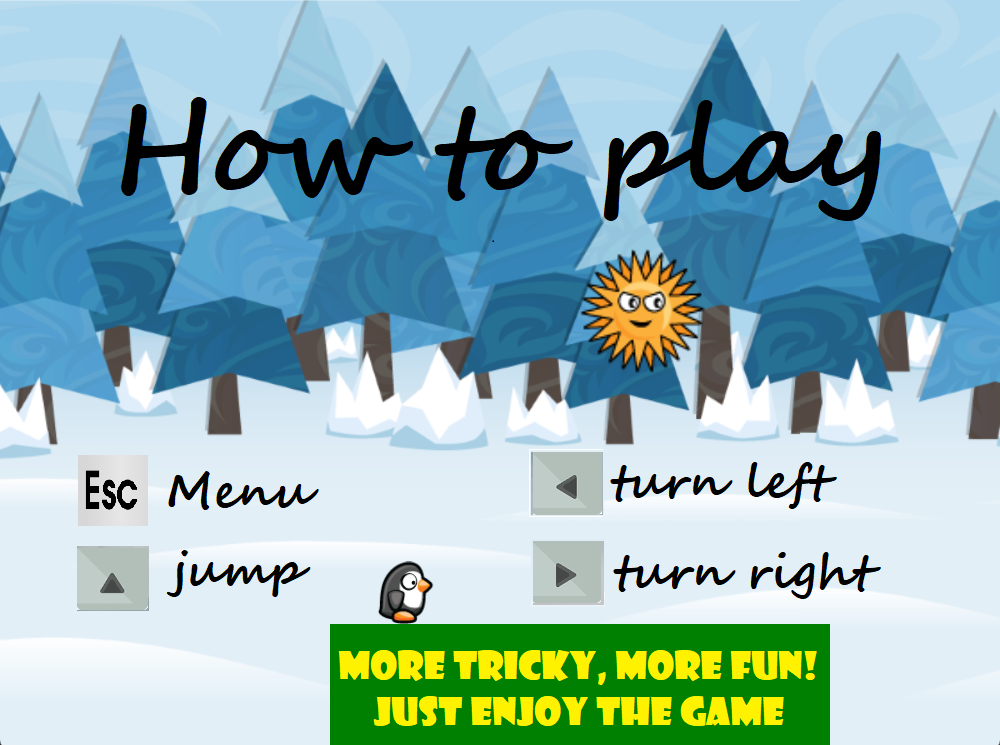 How to play
Esc Menu
turn left
jump
turn right
MORE TRICKY, MORE FUN!
JUST ENJOY THE GAME